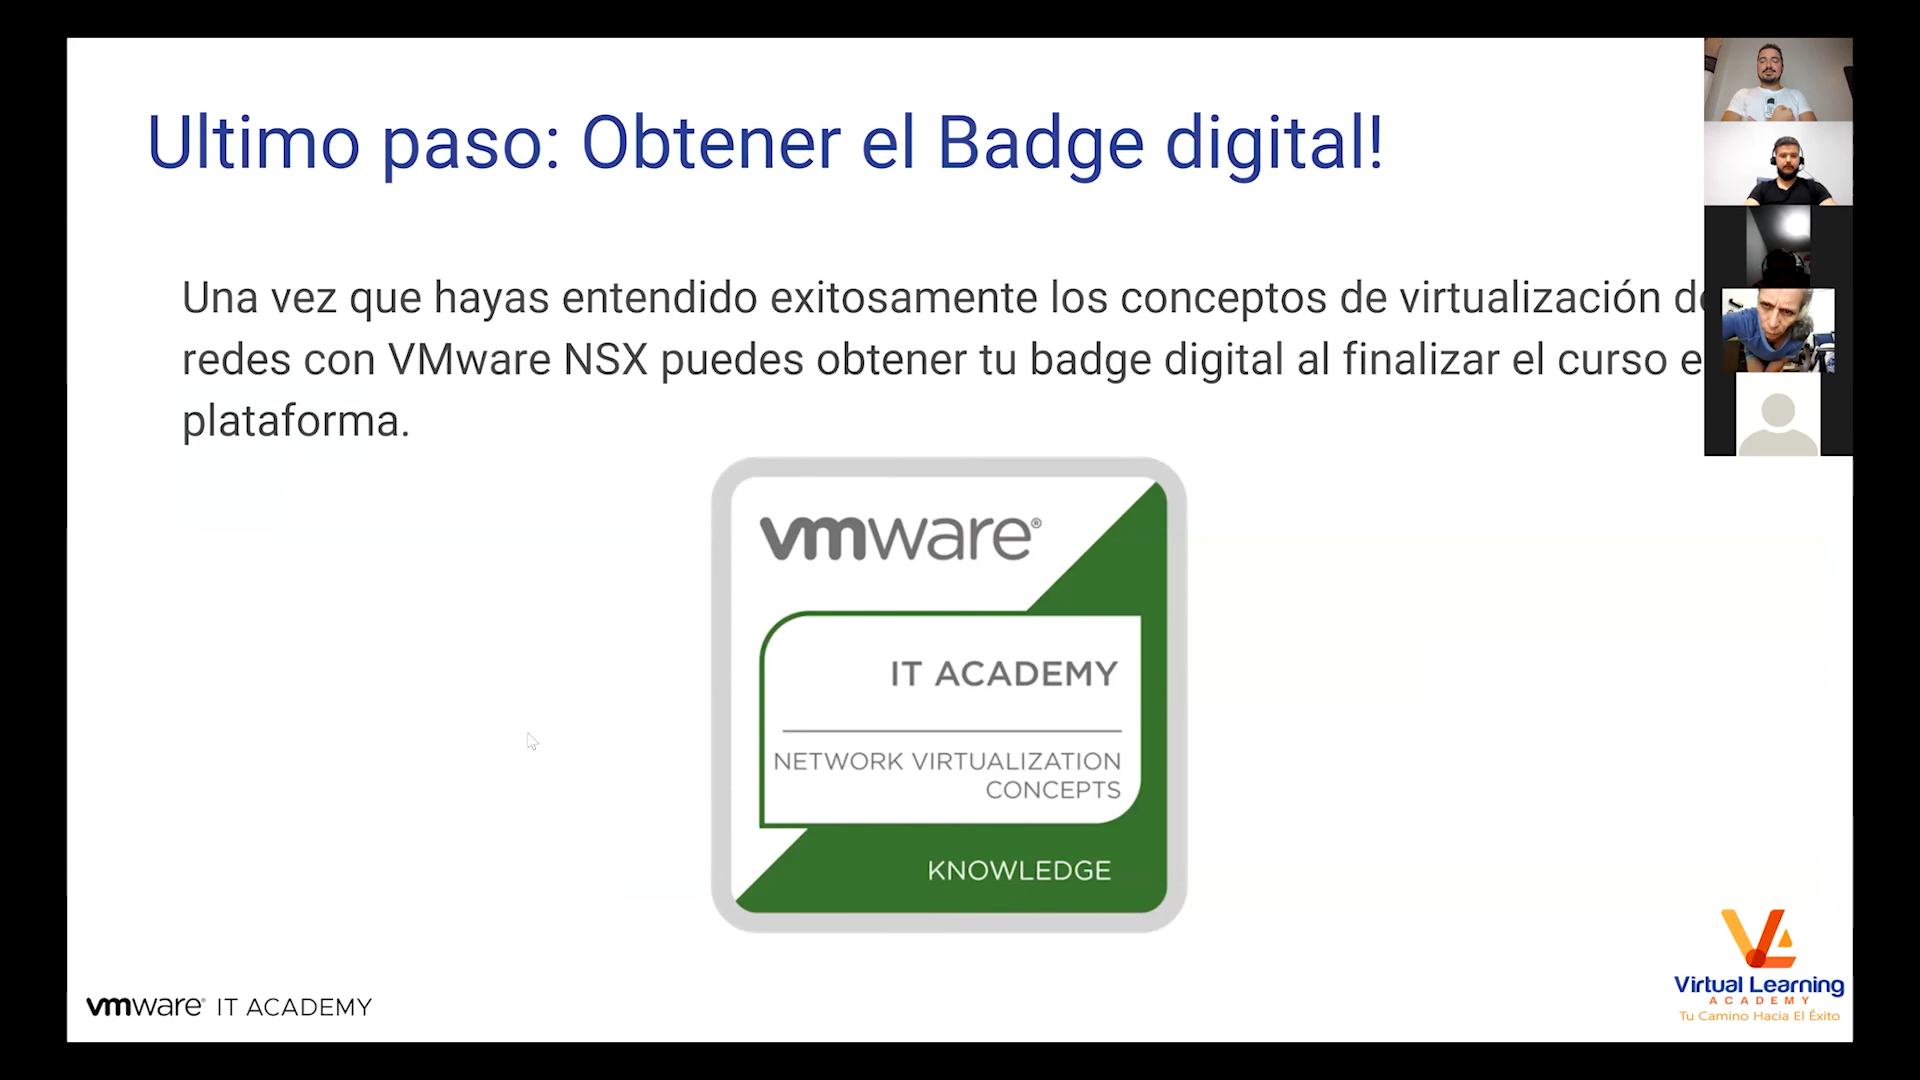 Ultimo paso: Obtener el Badge digital!
Una vez que hayas entendido exitosamente los conceptos de virtualización
redes con VMware NSX puedes obtener tu badge digital al finalizar el curso
plataforma.
vmware®
IT ACADEMY
NETWORK VIRTUALIZATION
CONCEPTS
KNOWLEDGE
vmware® IT ACADEMY
VLA
Virtual Learning
ACADEMY
Tu Camino Hacia El Éxito